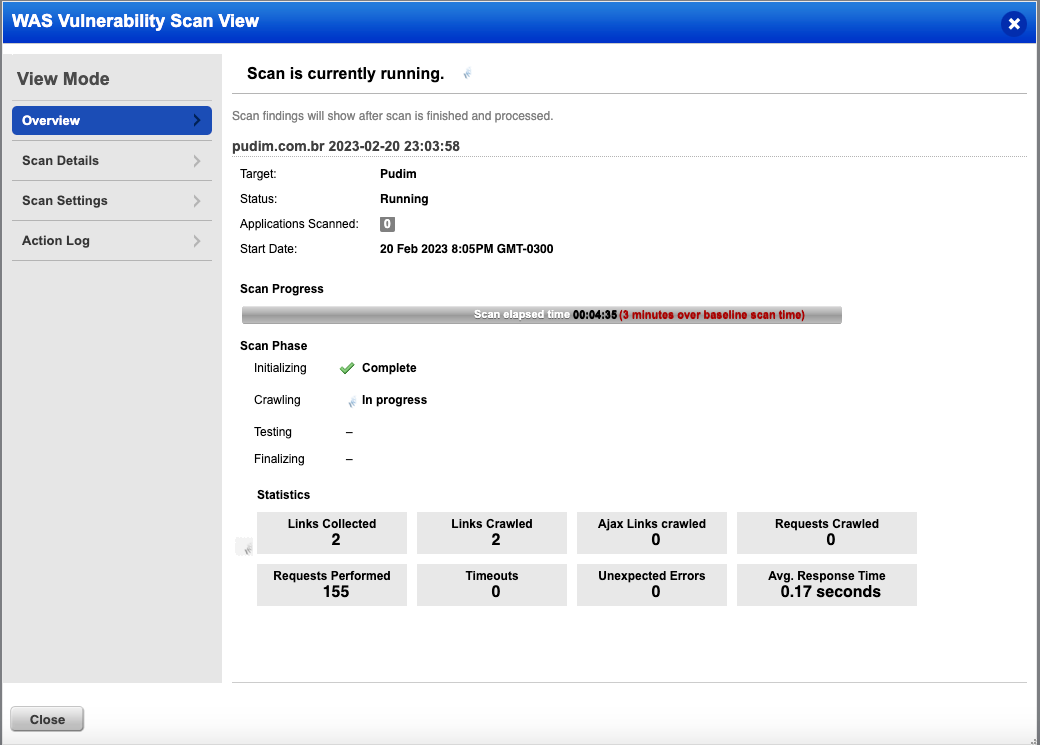 WAS Vulnerability Scan View
View Mode
Overview
Scan Details
Scan Settings
Action Log
Scan is currently running.
Scan findings will show after scan is finished and processed.
pudim.com.br 2023-02-20 23:03:58
Target: Pudim
Status: Running
Applications Scanned: 0
Start Date: 20 Feb 2023 8:05PM GMT-0300
Scan Progress
Scan elapsed time 00:04:35 (3 minutes over baseline scan time)
Scan Phase
Initializing Complete
Crawling In progress
Testing –
Finalizing –
Statistics
Links Collected Links Crawled Ajax Links crawled Requests Crawled
2 2 0 0
Requests Performed Timeouts Unexpected Errors Avg. Response Time
155 0 0 0.17 seconds
Close